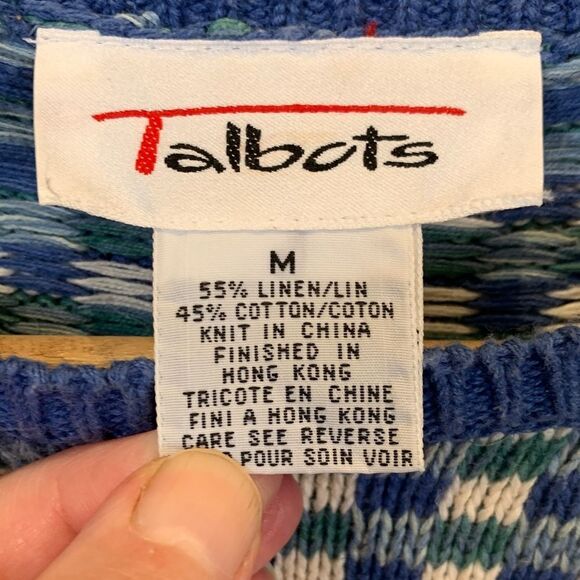 Talbots
M
55% LINEN/LIN
45% COTTON/COTON
KNIT IN CHINA
FINISHED IN
HONG KONG
TRICOTE EN CHINE
FINI A HONG KONG
CARE SEE REVERSE
POUR SOIN VOIR